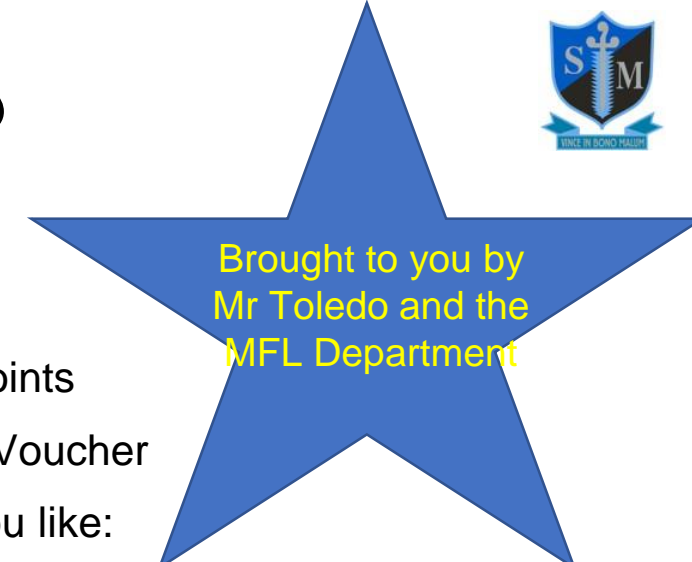 S M
VINCE IN BONO MALUM
Brought to you by
Mr Toledo and the
MFL Department
oints
Voucher
u like: